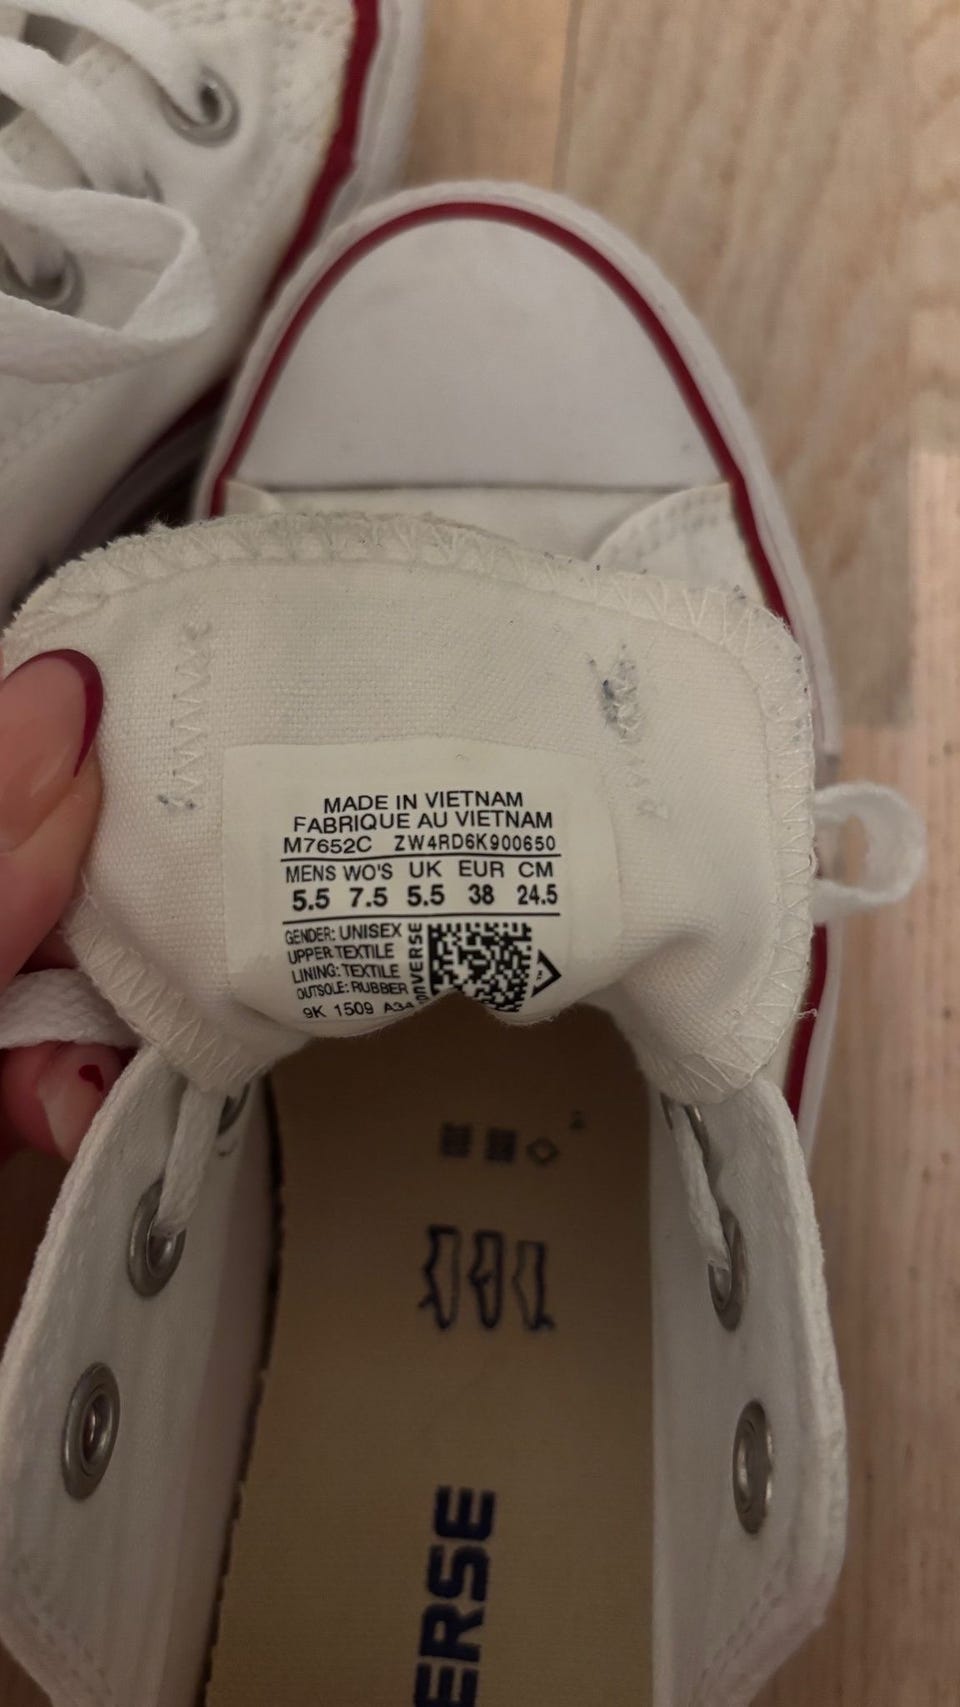 MADE IN VIETNAM
FABRIQUE AU VIETNAM
M7652C ZW4RD6K900650
MENS WO'S UK EUR CM
5.5 7.5 5.5 38 24.5
GENDER: UNISEX
UPPER:TEXTILE
LINING: TEXTILE
OUTSOLE: RUBBER
9K 1509 A34
CONVERSE
ERSE